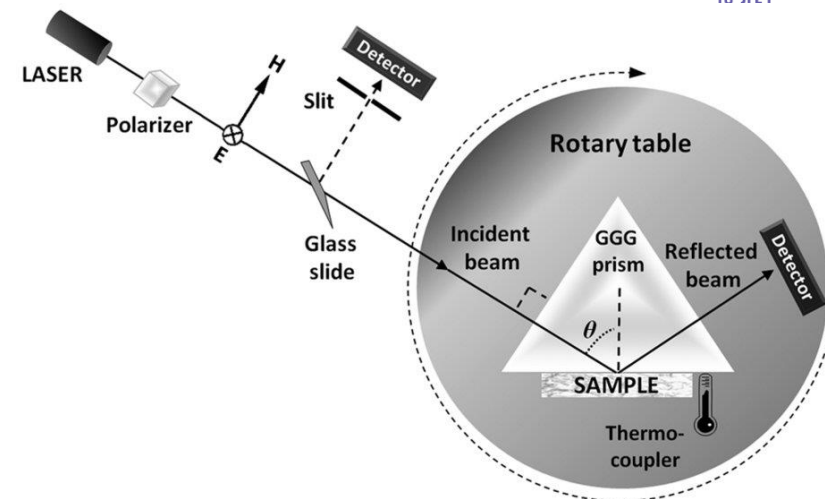 LASER
Polarizer
H
E
Slit
Detector
Glass
slide
Rotary table
Incident
beam
GGG
prism
Reflected
beam
Detector
θ
SAMPLE
Thermo-
coupler